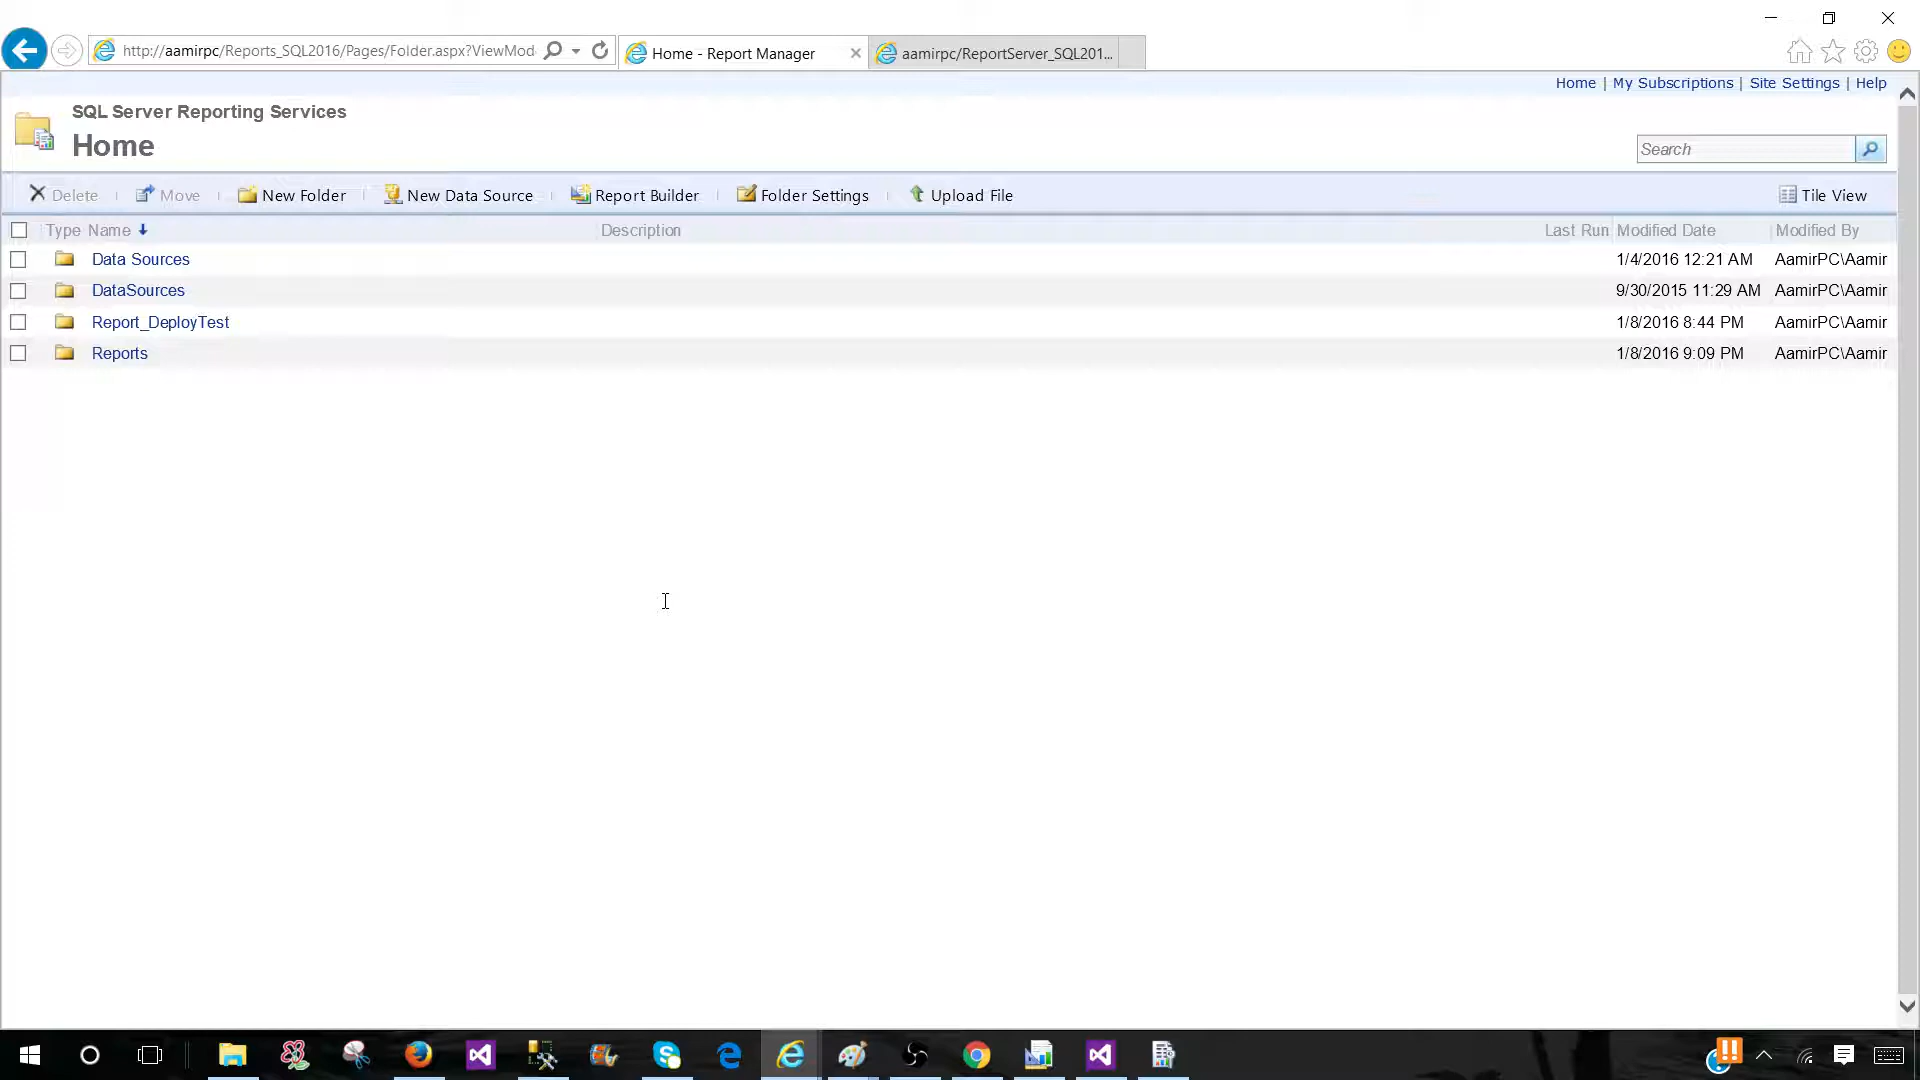 http://aamirpc/Reports_SQL2016/Pages/Folder.aspx?ViewMod
Home - Report Manager
aamirpc/ReportServer_SQL201...
Home | My Subscriptions | Site Settings | Help
SQL Server Reporting Services
Home
Search
Delete | Move | New Folder | New Data Source | Report Builder | Folder Settings | Upload File
Tile View
Type Name Description Last Run Modified Date Modified By
Data Sources 1/4/2016 12:21 AM AamirPC\Aamir
DataSources 9/30/2015 11:29 AM AamirPC\Aamir
Report_DeployTest 1/8/2016 8:44 PM AamirPC\Aamir
Reports 1/8/2016 9:09 PM AamirPC\Aamir